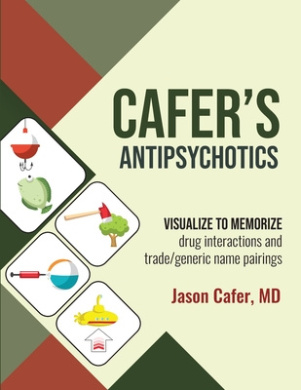 CAFER'S
ANTIPSYCHOTICS
VISUALIZE TO MEMORIZE
drug interactions and
trade/generic name pairings
Jason Cafer, MD